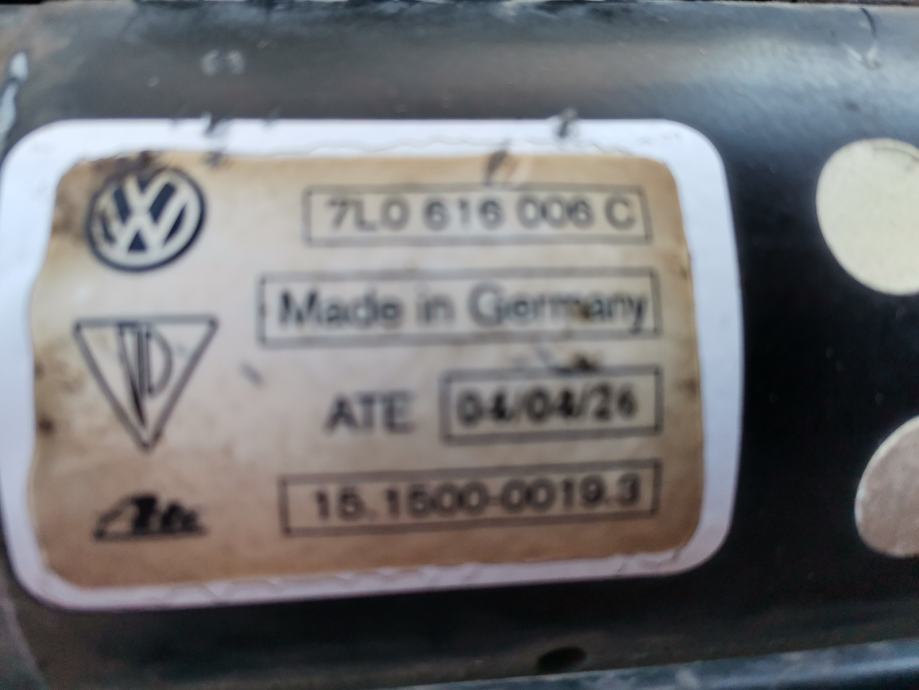 7L0 616 006 C
Made in Germany
ATE 04/04/26
15.1500-0019.3